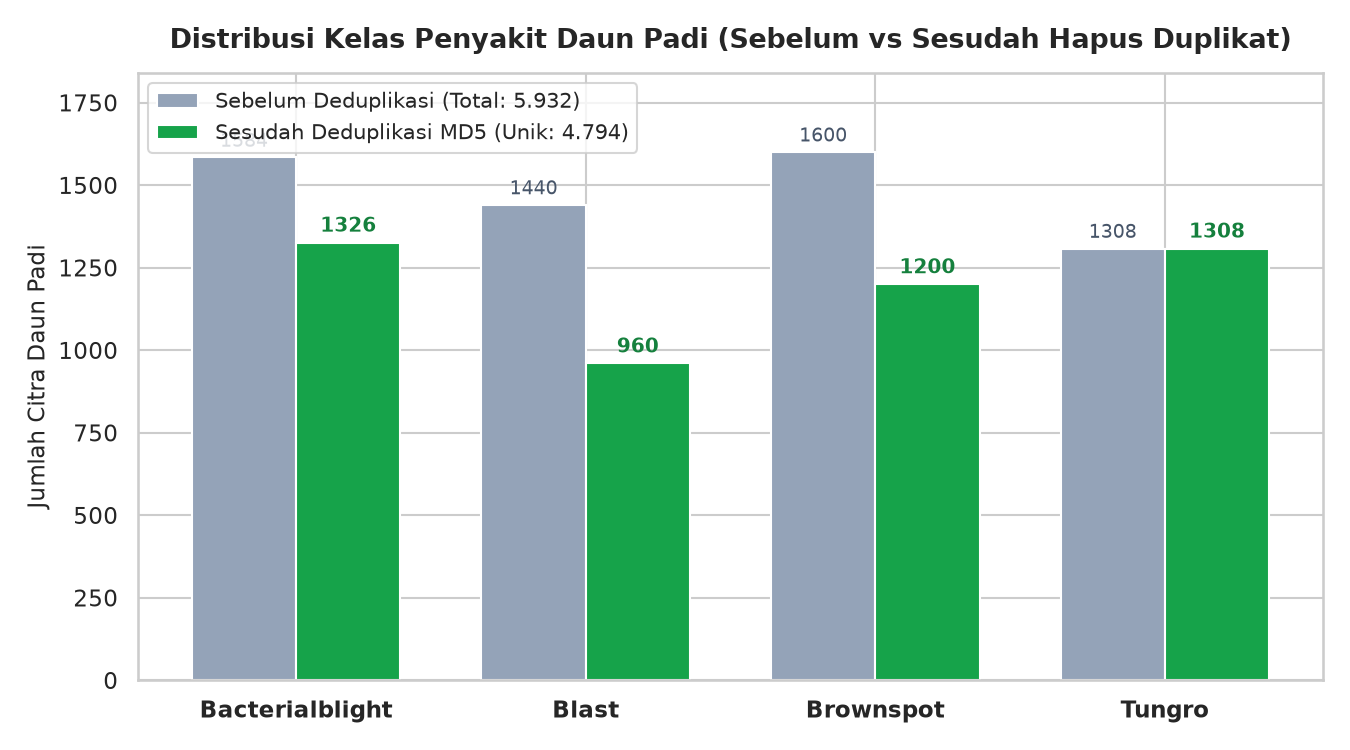 Distribusi Kelas Penyakit Daun Padi (Sebelum vs Sesudah Hapus Duplikat)
Sebelum Deduplikasi (Total: 5.932)
Sesudah Deduplikasi MD5 (Unik: 4.794)
Jumlah Citra Daun Padi
1750
1500
1250
1000
750
500
250
0
1584
1326
1440
960
1600
1200
1308
1308
Bacterialblight
Blast
Brownspot
Tungro